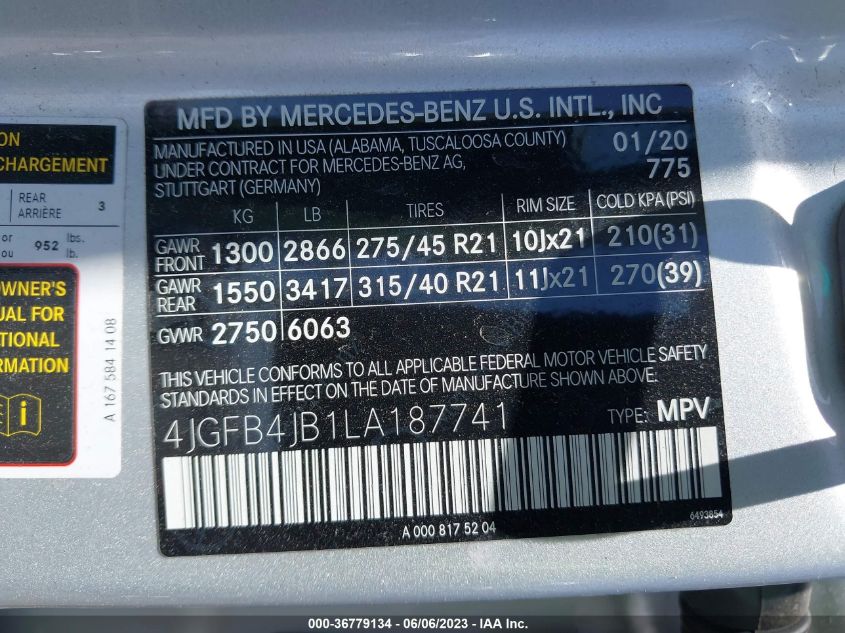 ON
CHARGEMENT
REAR
ARRIÈRE 3
or
ou 952 lbs.
lb.
OWNER'S
UAL FOR
TIONAL
RMATION
i
A 167 584 14 08
MFD BY MERCEDES-BENZ U.S. INTL., INC
MANUFACTURED IN USA (ALABAMA, TUSCALOOSA COUNTY) 01/20
UNDER CONTRACT FOR MERCEDES-BENZ AG, 775
STUTTGART (GERMANY)
KG LB TIRES RIM SIZE COLD KPA (PSI)
GAWR FRONT 1300 2866 275/45 R21 10Jx21 210(31)
GAWR REAR 1550 3417 315/40 R21 11Jx21 270(39)
GVWR 2750 6063
THIS VEHICLE CONFORMS TO ALL APPLICABLE FEDERAL MOTOR VEHICLE SAFETY
STANDARDS IN EFFECT ON THE DATE OF MANUFACTURE SHOWN ABOVE.
4JGFB4JB1LA187741 TYPE: MPV
A 000 817 52 04
6493854
000-36779134 - 06/06/2023 - IAA Inc.